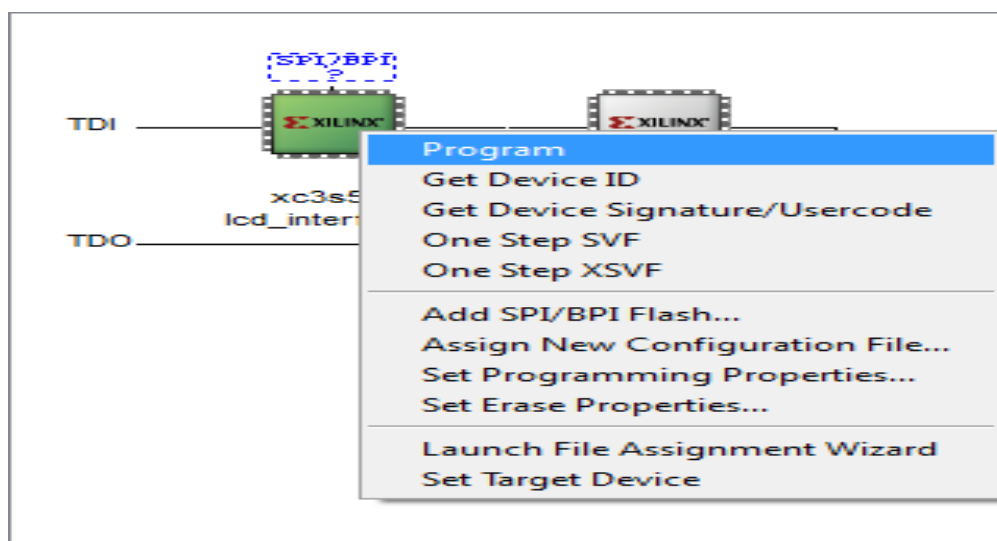 SPI/BPI
?
TDI
XILINX
XILINX
xc3s5
lcd_interf
TDO
Program
Get Device ID
Get Device Signature/Usercode
One Step SVF
One Step XSVF
Add SPI/BPI Flash...
Assign New Configuration File...
Set Programming Properties...
Set Erase Properties...
Launch File Assignment Wizard
Set Target Device